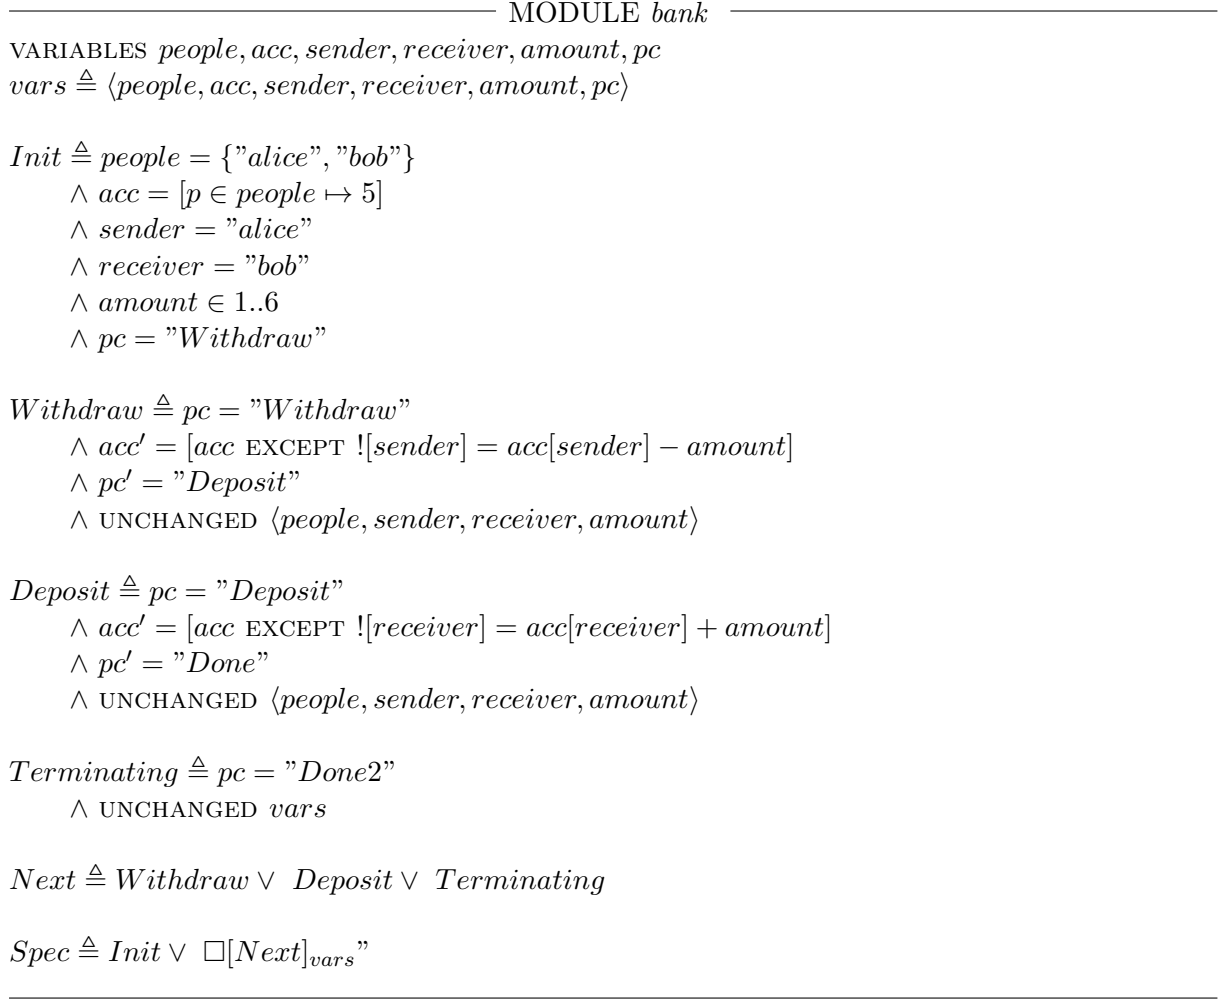 MODULE bank
VARIABLES people, acc, sender, receiver, amount, pc
vars ≜ ⟨people, acc, sender, receiver, amount, pc⟩
Init ≜ people = {"alice", "bob"}
∧ acc = [p ∈ people ↦ 5]
∧ sender = "alice"
∧ receiver = "bob"
∧ amount ∈ 1..6
∧ pc = "Withdraw"
Withdraw ≜ pc = "Withdraw"
∧ acc′ = [acc EXCEPT ![sender] = acc[sender] − amount]
∧ pc′ = "Deposit"
∧ UNCHANGED ⟨people, sender, receiver, amount⟩
Deposit ≜ pc = "Deposit"
∧ acc′ = [acc EXCEPT ![receiver] = acc[receiver] + amount]
∧ pc′ = "Done"
∧ UNCHANGED ⟨people, sender, receiver, amount⟩
Terminating ≜ pc = "Done2"
∧ UNCHANGED vars
Next ≜ Withdraw ∨ Deposit ∨ Terminating
Spec ≜ Init ∨ □[Next]_vars"